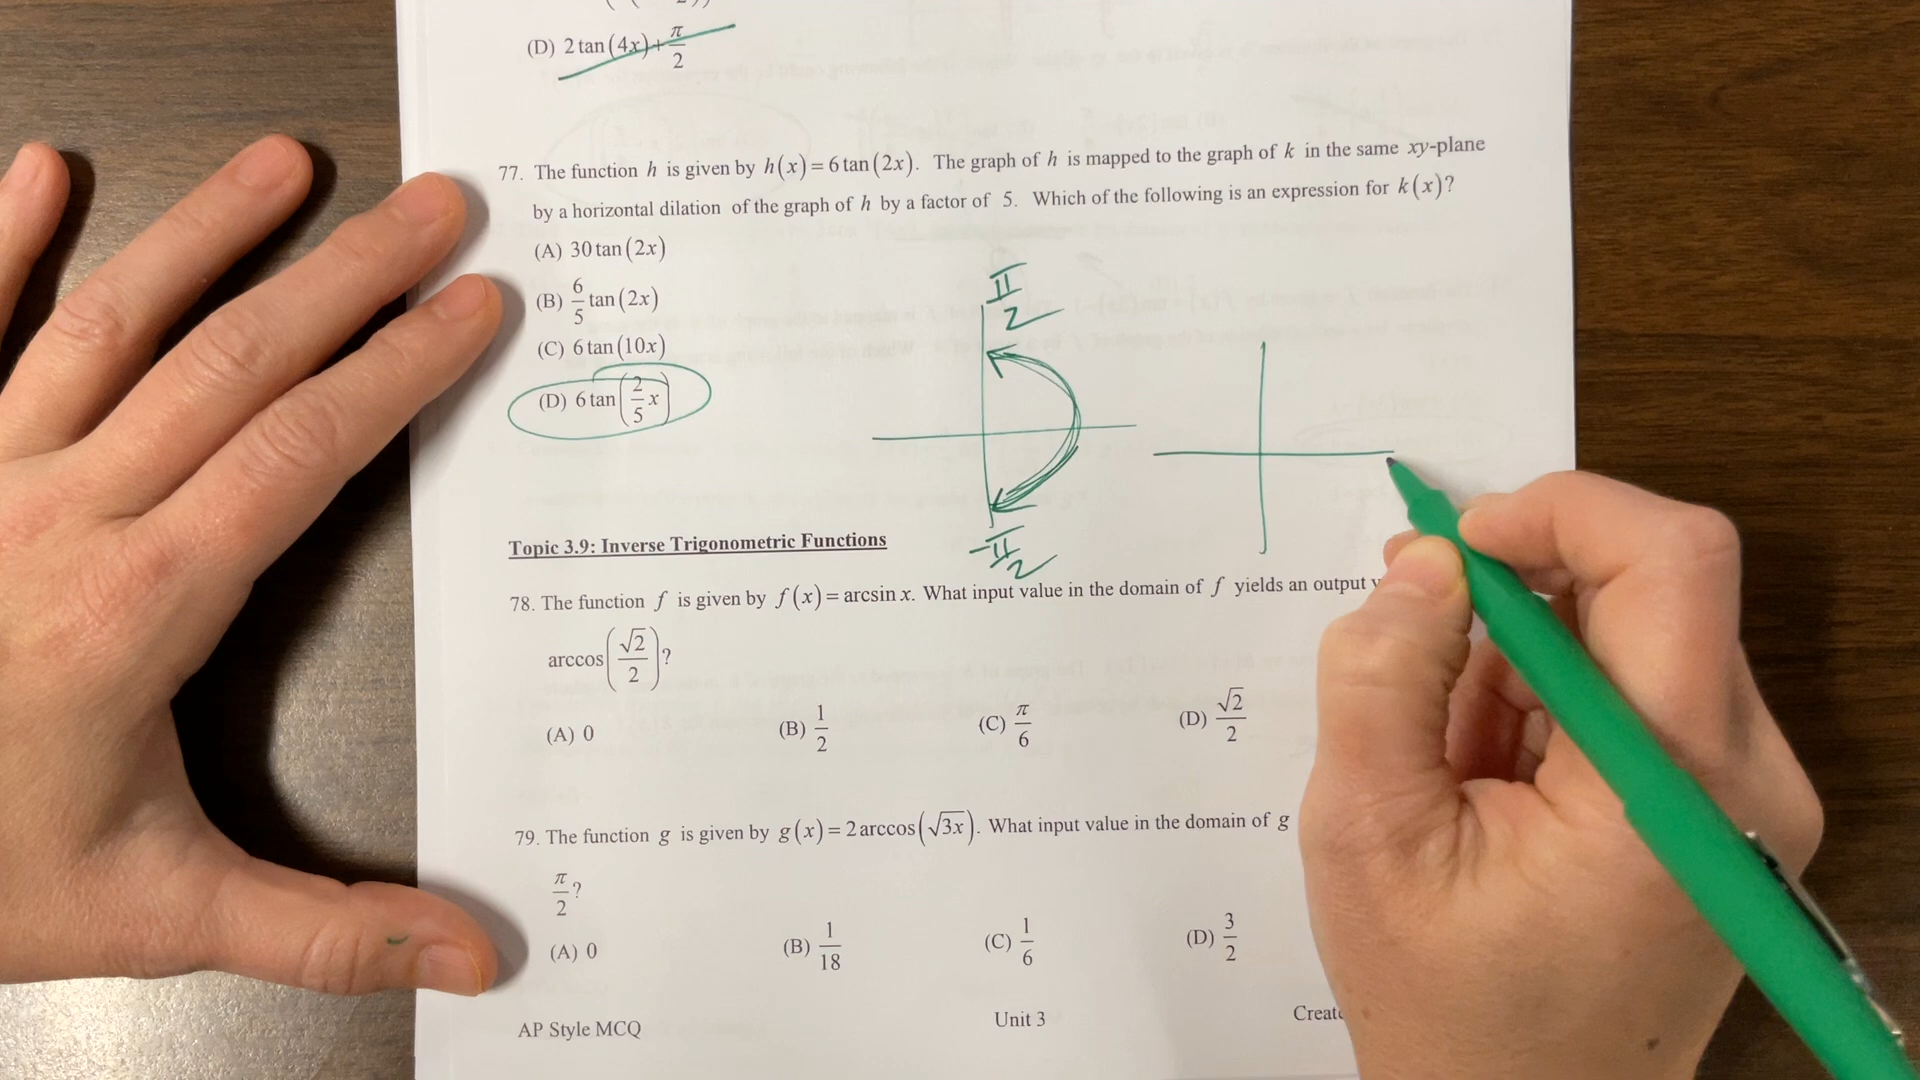 (D) 2 tan(4x) + π/2
77. The function h is given by h(x) = 6 tan(2x). The graph of h is mapped to the graph of k in the same xy-plane
by a horizontal dilation of the graph of h by a factor of 5. Which of the following is an expression for k(x)?
(A) 30 tan(2x)
(B) 6/5 tan(2x)
(C) 6 tan(10x)
(D) 6 tan(2/5 x)
π/2
-π/2
Topic 3.9: Inverse Trigonometric Functions
78. The function f is given by f(x) = arcsin x. What input value in the domain of f yields an output
arccos(√2/2)?
(A) 0 (B) 1/2 (C) π/6 (D) √2/2
79. The function g is given by g(x) = 2 arccos(√3x). What input value in the domain of g
π/2?
(A) 0 (B) 1/18 (C) 1/6 (D) 3/2
AP Style MCQ Unit 3